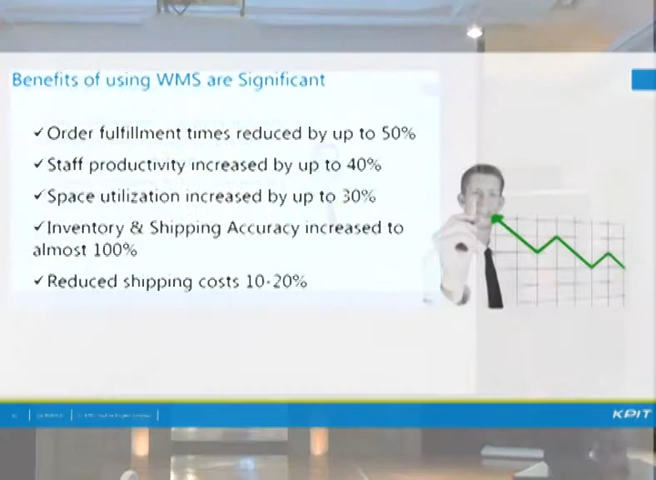 Benefits of using WMS are Significant
✓Order fulfillment times reduced by up to 50%
✓Staff productivity increased by up to 40%
✓Space utilization increased by up to 30%
✓Inventory & Shipping Accuracy increased to
almost 100%
✓Reduced shipping costs 10-20%
KPIT